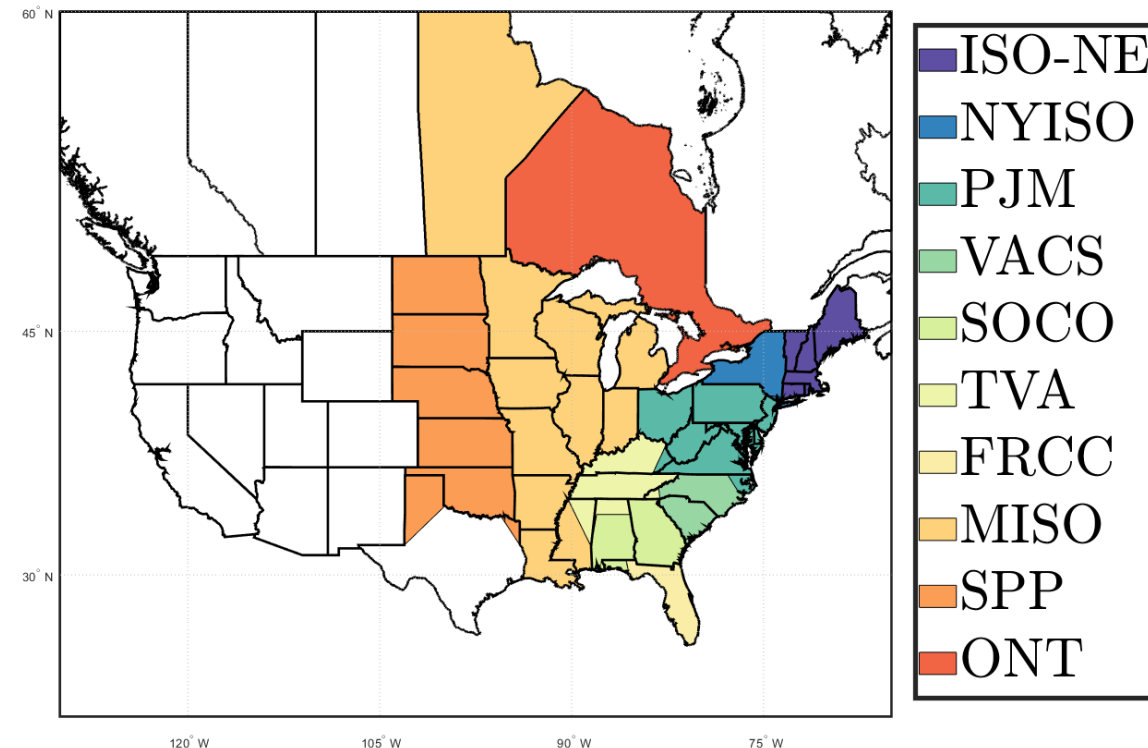 60° N
45° N
30° N
120° W
105° W
90° W
75° W
ISO-NE
NYISO
PJM
VACS
SOCO
TVA
FRCC
MISO
SPP
ONT